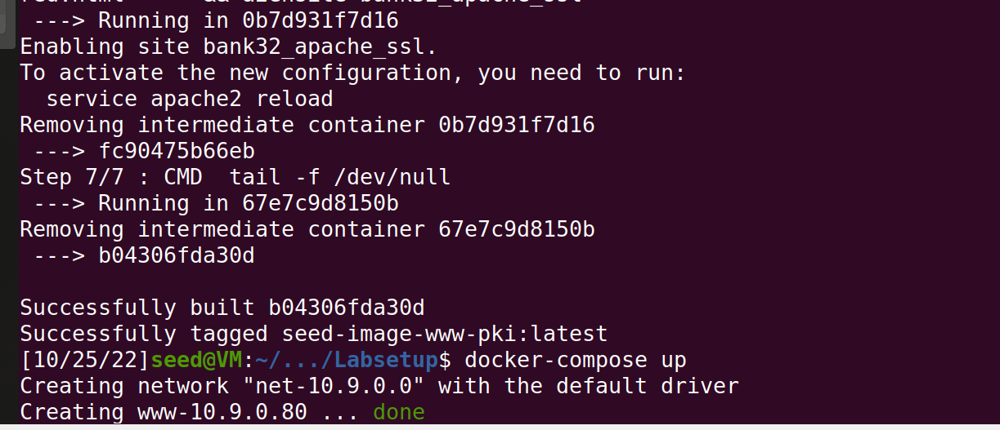 ---> Running in 0b7d931f7d16
Enabling site bank32_apache_ssl.
To activate the new configuration, you need to run:
  service apache2 reload
Removing intermediate container 0b7d931f7d16
 ---> fc90475b66eb
Step 7/7 : CMD  tail -f /dev/null
 ---> Running in 67e7c9d8150b
Removing intermediate container 67e7c9d8150b
 ---> b04306fda30d

Successfully built b04306fda30d
Successfully tagged seed-image-www-pki:latest
[10/25/22]seed@VM:~/.../Labsetup$ docker-compose up
Creating network "net-10.9.0.0" with the default driver
Creating www-10.9.0.80 ... done